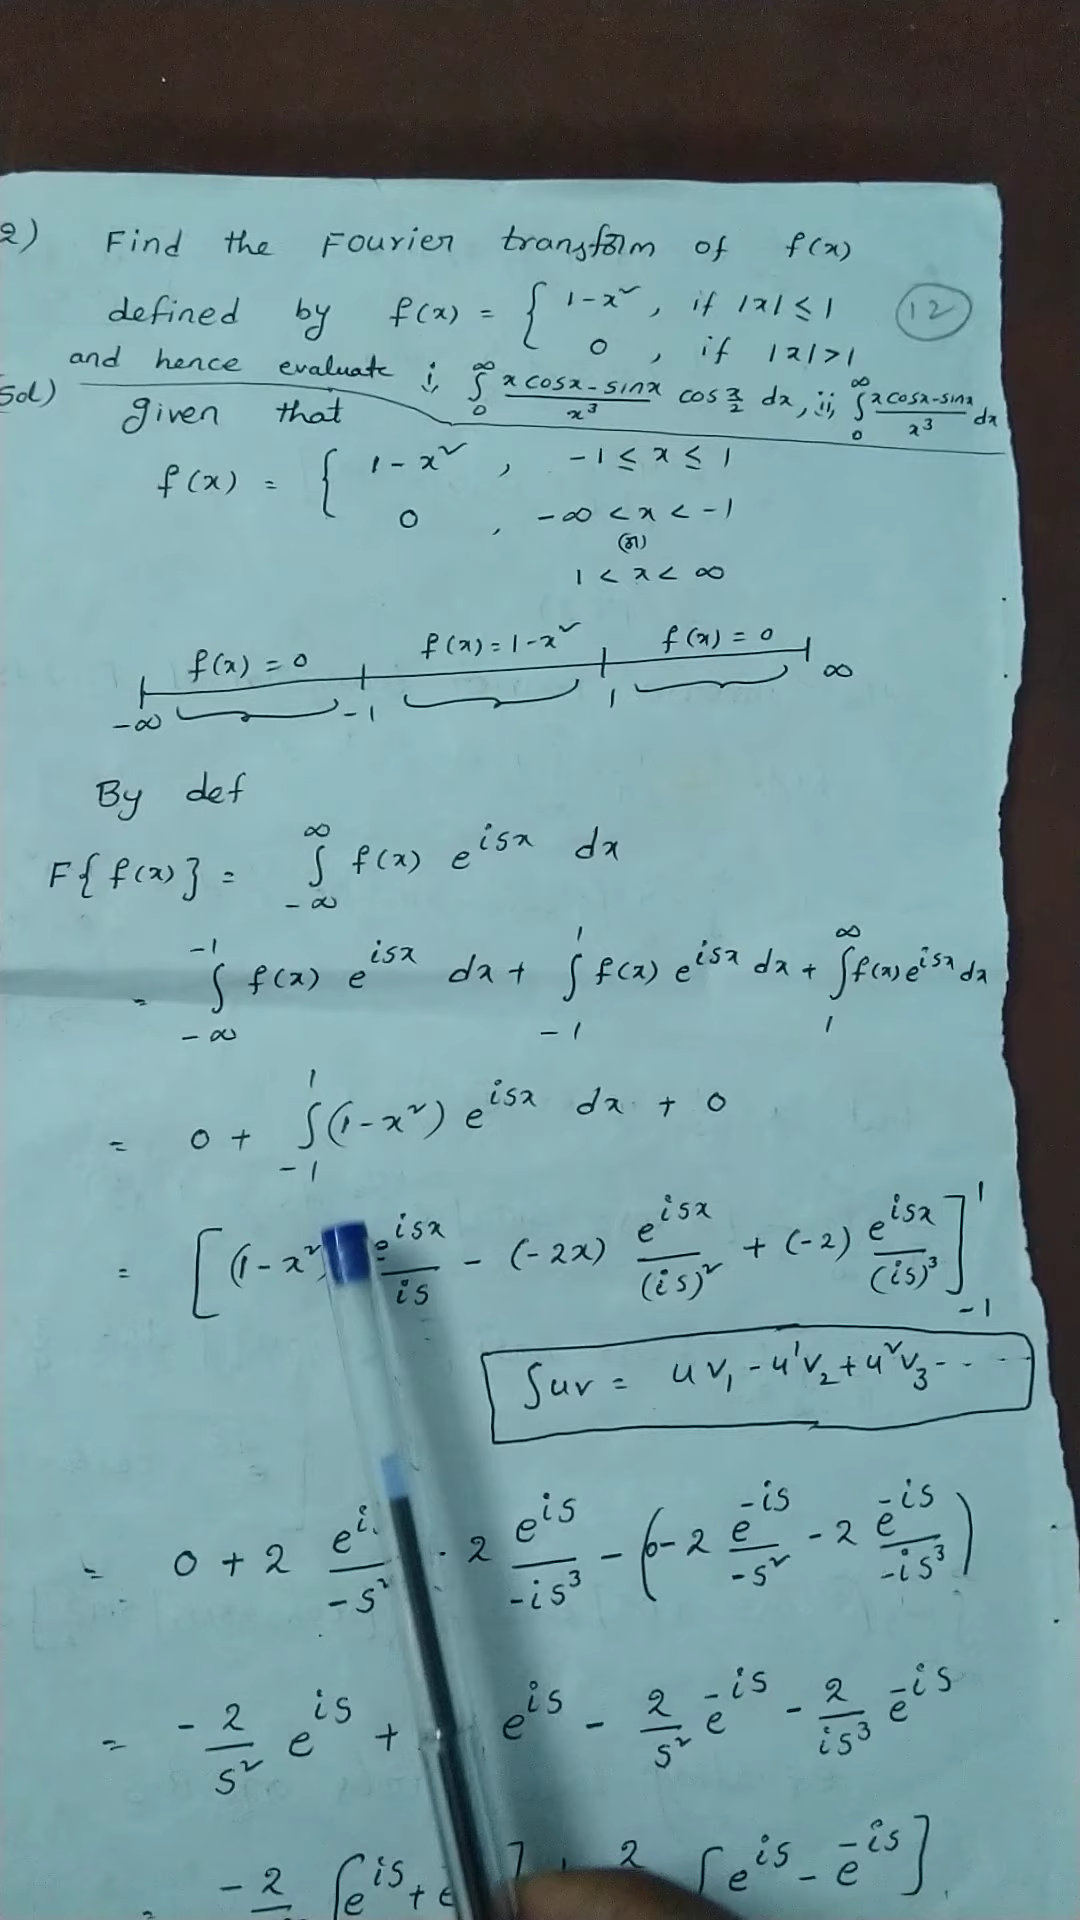 2) Find the Fourier transform of f(x)
defined by f(x) = { 1-x², if |x| ≤ 1
0, if |x| > 1
12
and hence evaluate i, ∫₀^∞ (x cosx - sinx)/x³ cos x/2 dx, ii, ∫₀^∞ (x cosx - sinx)/x³ dx
Sol) given that
f(x) = { 1-x², -1 ≤ x ≤ 1
0, -∞ < x < -1
(or)
1 < x < ∞
f(x) = 0 f(x) = 1-x² f(x) = 0
-∞ -1 1 ∞
By def
F{f(x)} = ∫_{-∞}^{∞} f(x) e^{isx} dx
= ∫_{-∞}^{-1} f(x) e^{isx} dx + ∫_{-1}^{1} f(x) e^{isx} dx + ∫_{1}^{∞} f(x) e^{isx} dx
= 0 + ∫_{-1}^{1} (1-x²) e^{isx} dx + 0
= [(1-x²) e^{isx}/is - (-2x) e^{isx}/(is)² + (-2) e^{isx}/(is)³]_{-1}^{1}
∫uv = uv₁ - u'v₂ + u''v₃ - - - -
= 0 + 2 e^{i}/-s² - 2 e^{is}/-is³ - (0 - 2 e^{-is}/-s² - 2 e^{-is}/-is³)
= -2/s² e^{is} + e^{is} - 2/s² e^{-is} - 2/is³ e^{-is}
= -2 [e^{is} + e ] + 2 [e^{is} - e^{-is}]